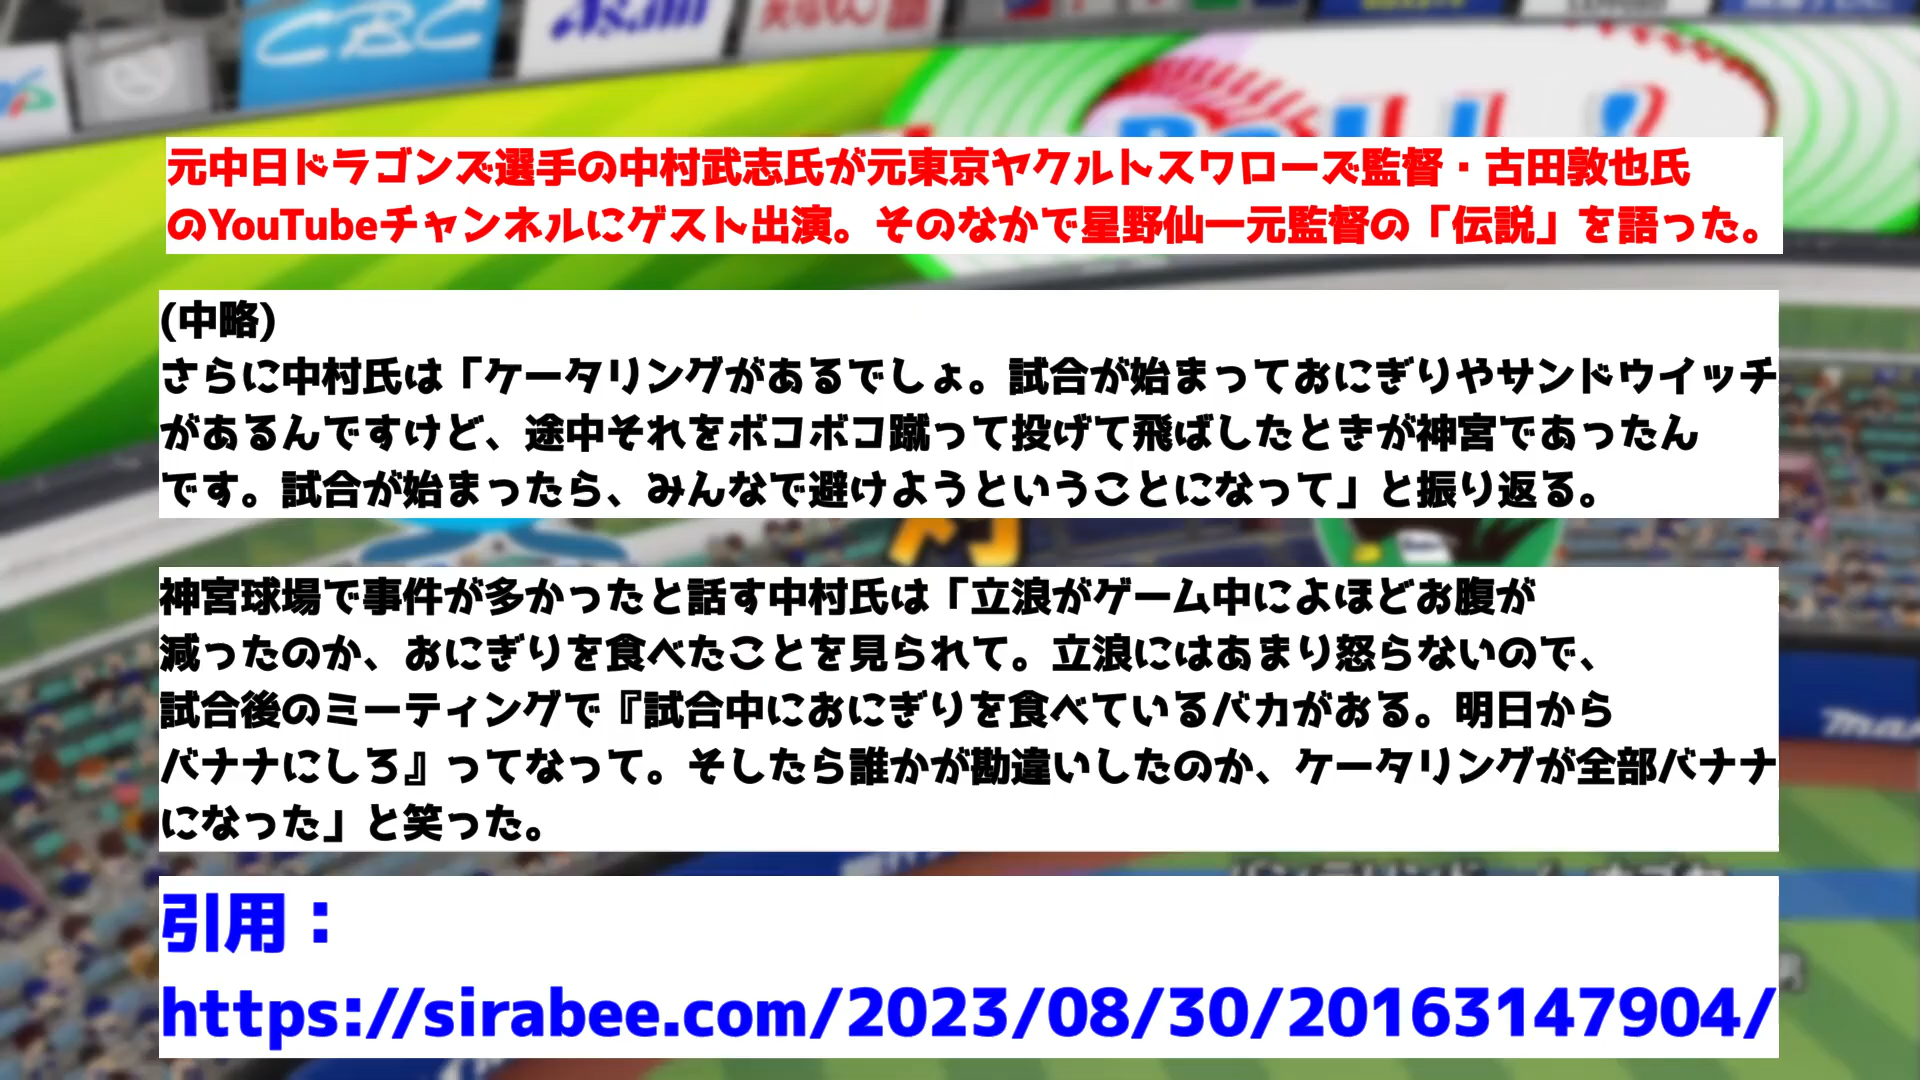 CBC
Asahi
元中日ドラゴンズ選手の中村武志氏が元東京ヤクルトスワローズ監督・古田敦也氏
のYouTubeチャンネルにゲスト出演。そのなかで星野仙一元監督の「伝説」を語った。
(中略)
さらに中村氏は「ケータリングがあるでしょ。試合が始まっておにぎりやサンドウイッチ
があるんですけど、途中それをボコボコ蹴って投げて飛ばしたときが神宮であったん
です。試合が始まったら、みんなで避けようということになって」と振り返る。
神宮球場で事件が多かったと話す中村氏は「立浪がゲーム中によほどお腹が
減ったのか、おにぎりを食べたことを見られて。立浪にはあまり怒らないので、
試合後のミーティングで『試合中におにぎりを食べているバカがおる。明日から
バナナにしろ』ってなって。そしたら誰かが勘違いしたのか、ケータリングが全部バナナ
になった」と笑った。
引用：
https://sirabee.com/2023/08/30/20163147904/